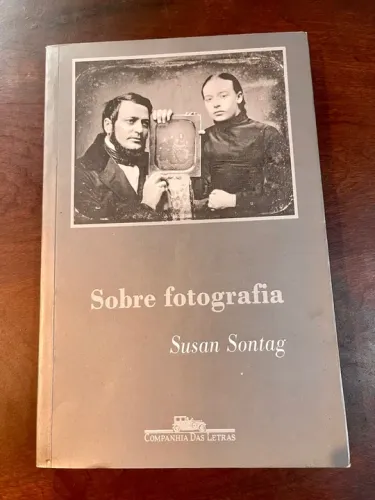 Sobre fotografia
Susan Sontag
COMPANHIA DAS LETRAS